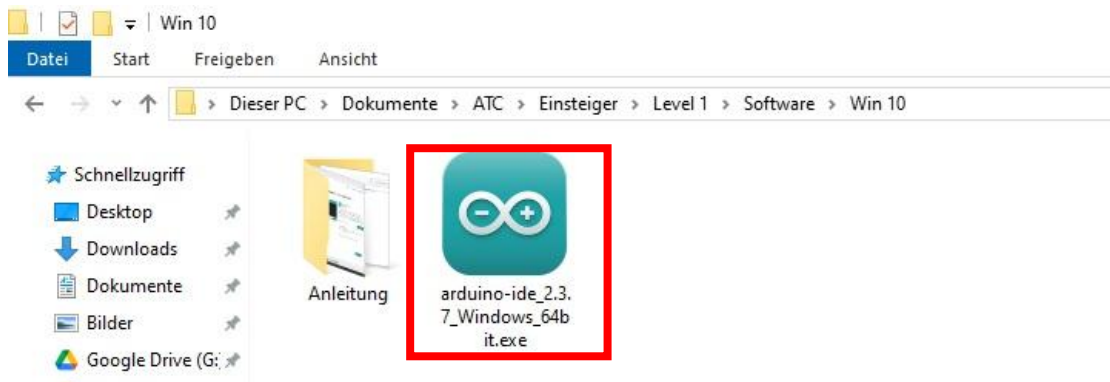 Win 10
Datei Start Freigeben Ansicht
Dieser PC > Dokumente > ATC > Einsteiger > Level 1 > Software > Win 10
Schnellzugriff
Desktop
Downloads
Dokumente
Bilder
Google Drive (G:)
Anleitung
arduino-ide_2.3.
7_Windows_64b
it.exe